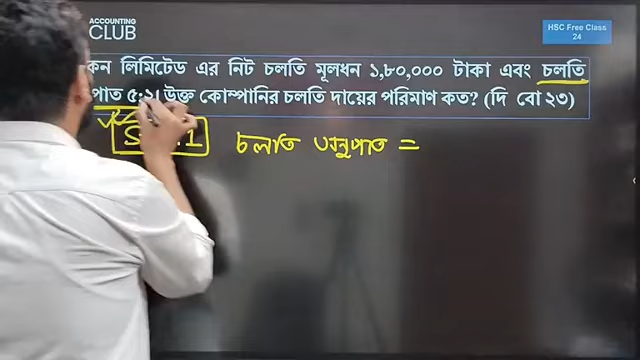 ACCOUNTING
CLUB
HSC Free Class
24
কন লিমিটেড এর নিট চলতি মূলধন ১,৮০,০০০ টাকা এবং চলতি
পাত ৫:২। উক্ত কোম্পানির চলতি দায়ের পরিমাণ কত? (দি বো ২৩)
চলতি অনুপাত =